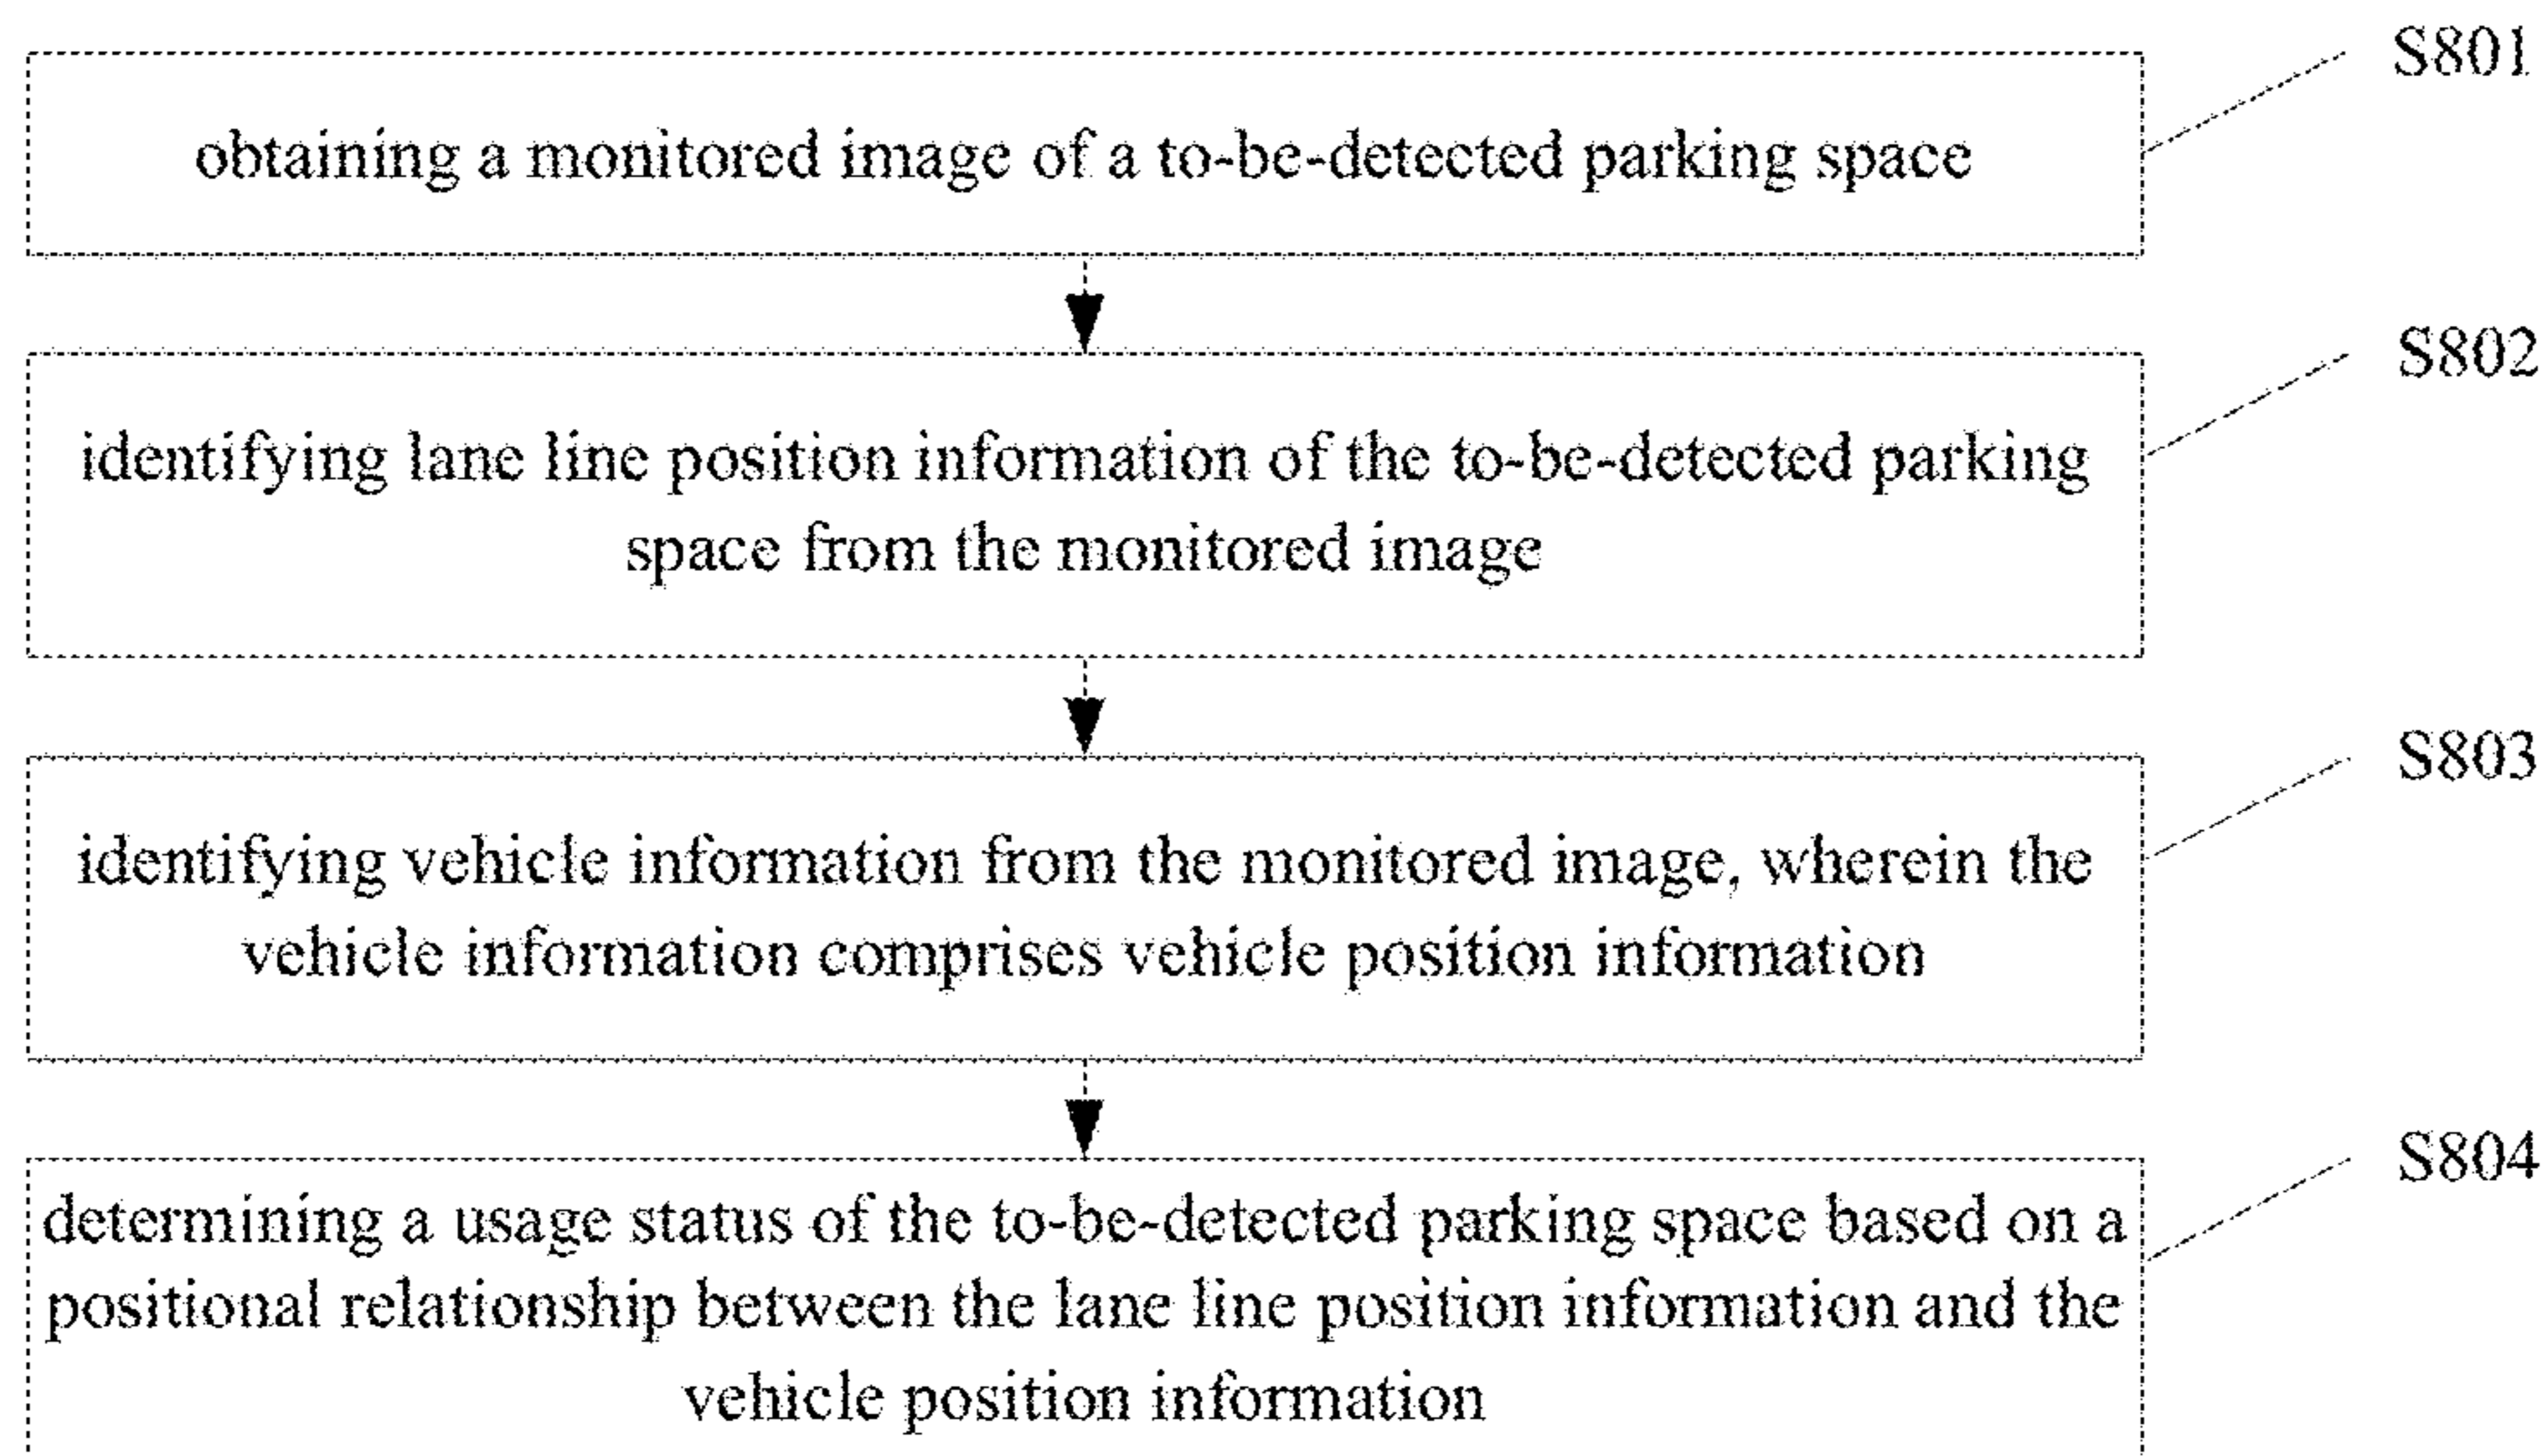 S801
obtaining a monitored image of a to-be-detected parking space
S802
identifying lane line position information of the to-be-detected parking
space from the monitored image
S803
identifying vehicle information from the monitored image, wherein the
vehicle information comprises vehicle position information
S804
determining a usage status of the to-be-detected parking space based on a
positional relationship between the lane line position information and the
vehicle position information